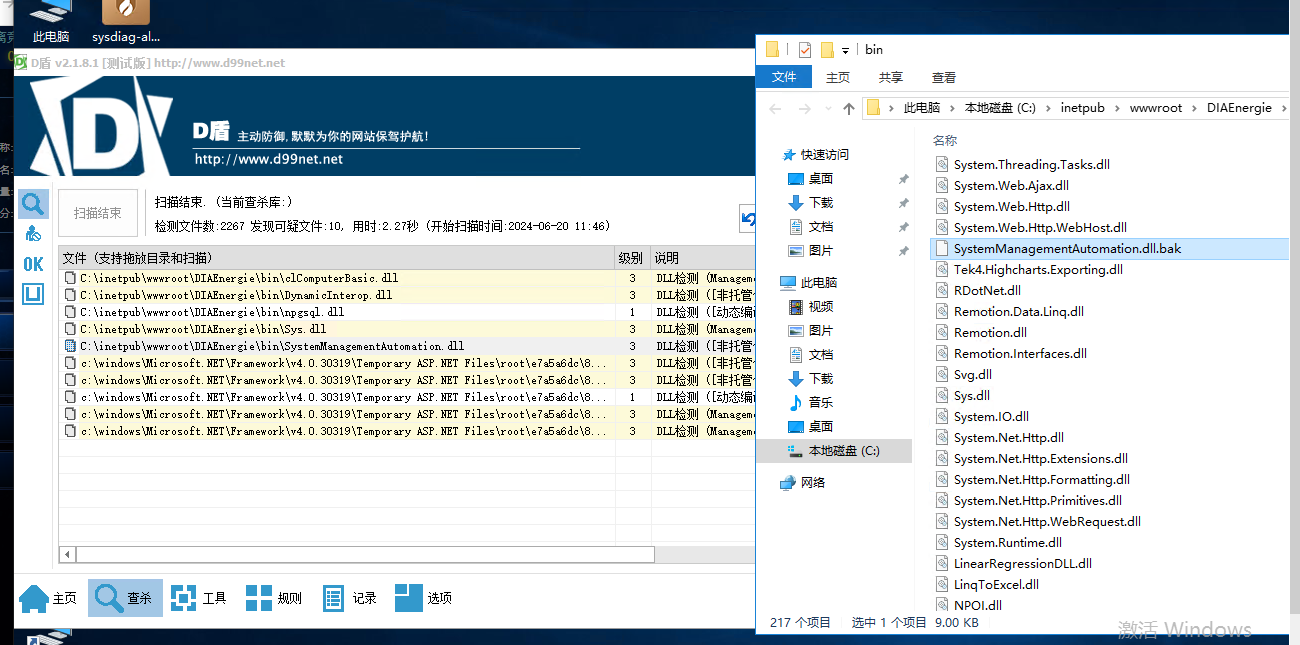 此电脑
sysdiag-al...
D盾 v2.1.8.1 [测试版] http://www.d99net.net
D盾 主动防御,默默为你的网站保驾护航!
http://www.d99net.net
扫描结束
扫描结束. (当前查杀库:)
检测文件数:2267 发现可疑文件:10, 用时:2.27秒 (开始扫描时间:2024-06-20 11:46)
文件 (支持拖放目录和扫描) 级别 说明
C:\inetpub\wwwroot\DIAEnergie\bin\clComputerBasic.dll 3 DLL检测 (Managem
C:\inetpub\wwwroot\DIAEnergie\bin\DynamicInterop.dll 3 DLL检测 ([非托管
C:\inetpub\wwwroot\DIAEnergie\bin\npgsql.dll 1 DLL检测 ([动态编
C:\inetpub\wwwroot\DIAEnergie\bin\Sys.dll 3 DLL检测 (Managem
C:\inetpub\wwwroot\DIAEnergie\bin\SystemManagementAutomation.dll 3 DLL检测 ([非托管
c:\windows\Microsoft.NET\Framework\v4.0.30319\Temporary ASP.NET Files\root\e7a5a6dc\8... 3 DLL检测 ([非托管
c:\windows\Microsoft.NET\Framework\v4.0.30319\Temporary ASP.NET Files\root\e7a5a6dc\8... 3 DLL检测 ([非托管
c:\windows\Microsoft.NET\Framework\v4.0.30319\Temporary ASP.NET Files\root\e7a5a6dc\8... 1 DLL检测 ([动态编
c:\windows\Microsoft.NET\Framework\v4.0.30319\Temporary ASP.NET Files\root\e7a5a6dc\8... 3 DLL检测 (Managem
c:\windows\Microsoft.NET\Framework\v4.0.30319\Temporary ASP.NET Files\root\e7a5a6dc\8... 3 DLL检测 (Managem
OK
主页 查杀 工具 规则 记录 选项
bin
文件 主页 共享 查看
此电脑 › 本地磁盘 (C:) › inetpub › wwwroot › DIAEnergie ›
快速访问
桌面
下载
文档
图片
此电脑
视频
图片
文档
下载
音乐
桌面
本地磁盘 (C:)
网络
名称
System.Threading.Tasks.dll
System.Web.Ajax.dll
System.Web.Http.dll
System.Web.Http.WebHost.dll
SystemManagementAutomation.dll.bak
Tek4.Highcharts.Exporting.dll
RDotNet.dll
Remotion.Data.Linq.dll
Remotion.dll
Remotion.Interfaces.dll
Svg.dll
Sys.dll
System.IO.dll
System.Net.Http.dll
System.Net.Http.Extensions.dll
System.Net.Http.Formatting.dll
System.Net.Http.Primitives.dll
System.Net.Http.WebRequest.dll
System.Runtime.dll
LinearRegressionDLL.dll
LinqToExcel.dll
NPOI.dll
217 个项目 选中 1 个项目 9.00 KB
激活 Windows